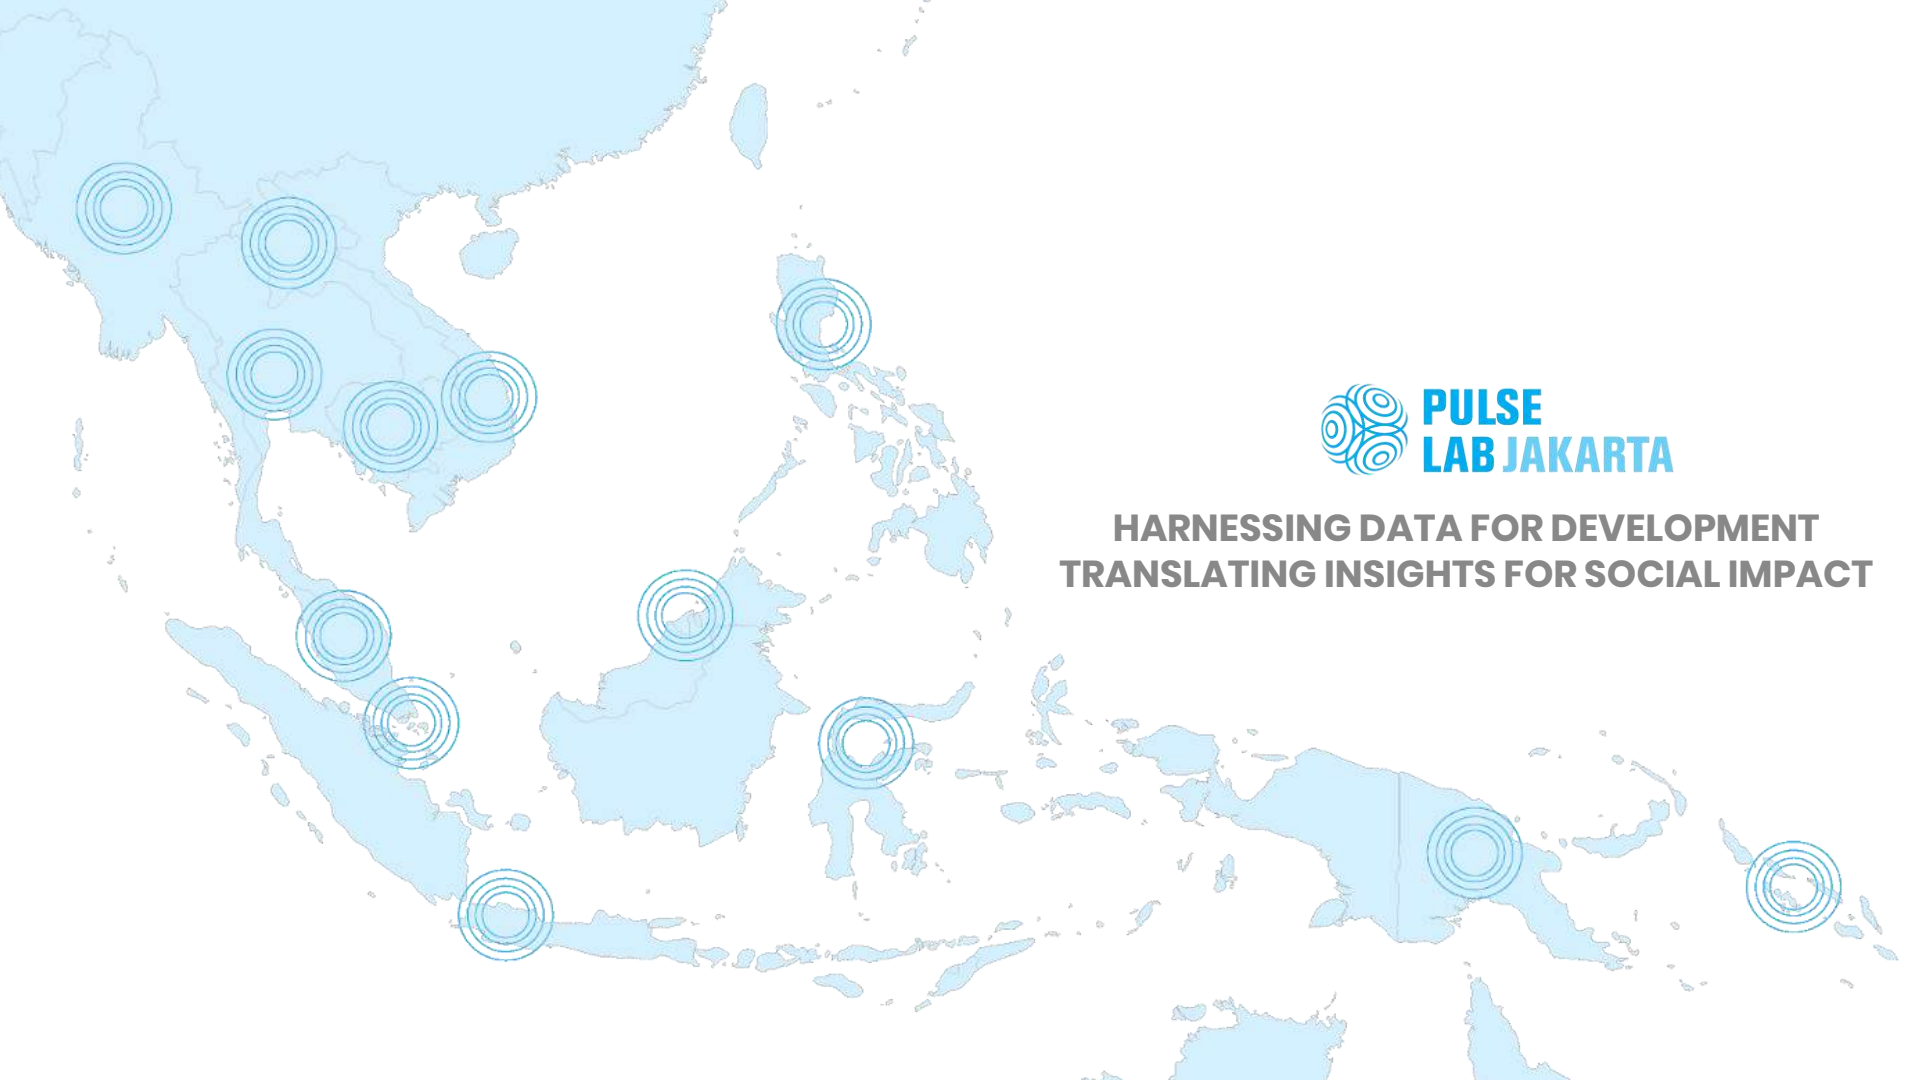 PULSE
LAB JAKARTA
HARNESSING DATA FOR DEVELOPMENT
TRANSLATING INSIGHTS FOR SOCIAL IMPACT